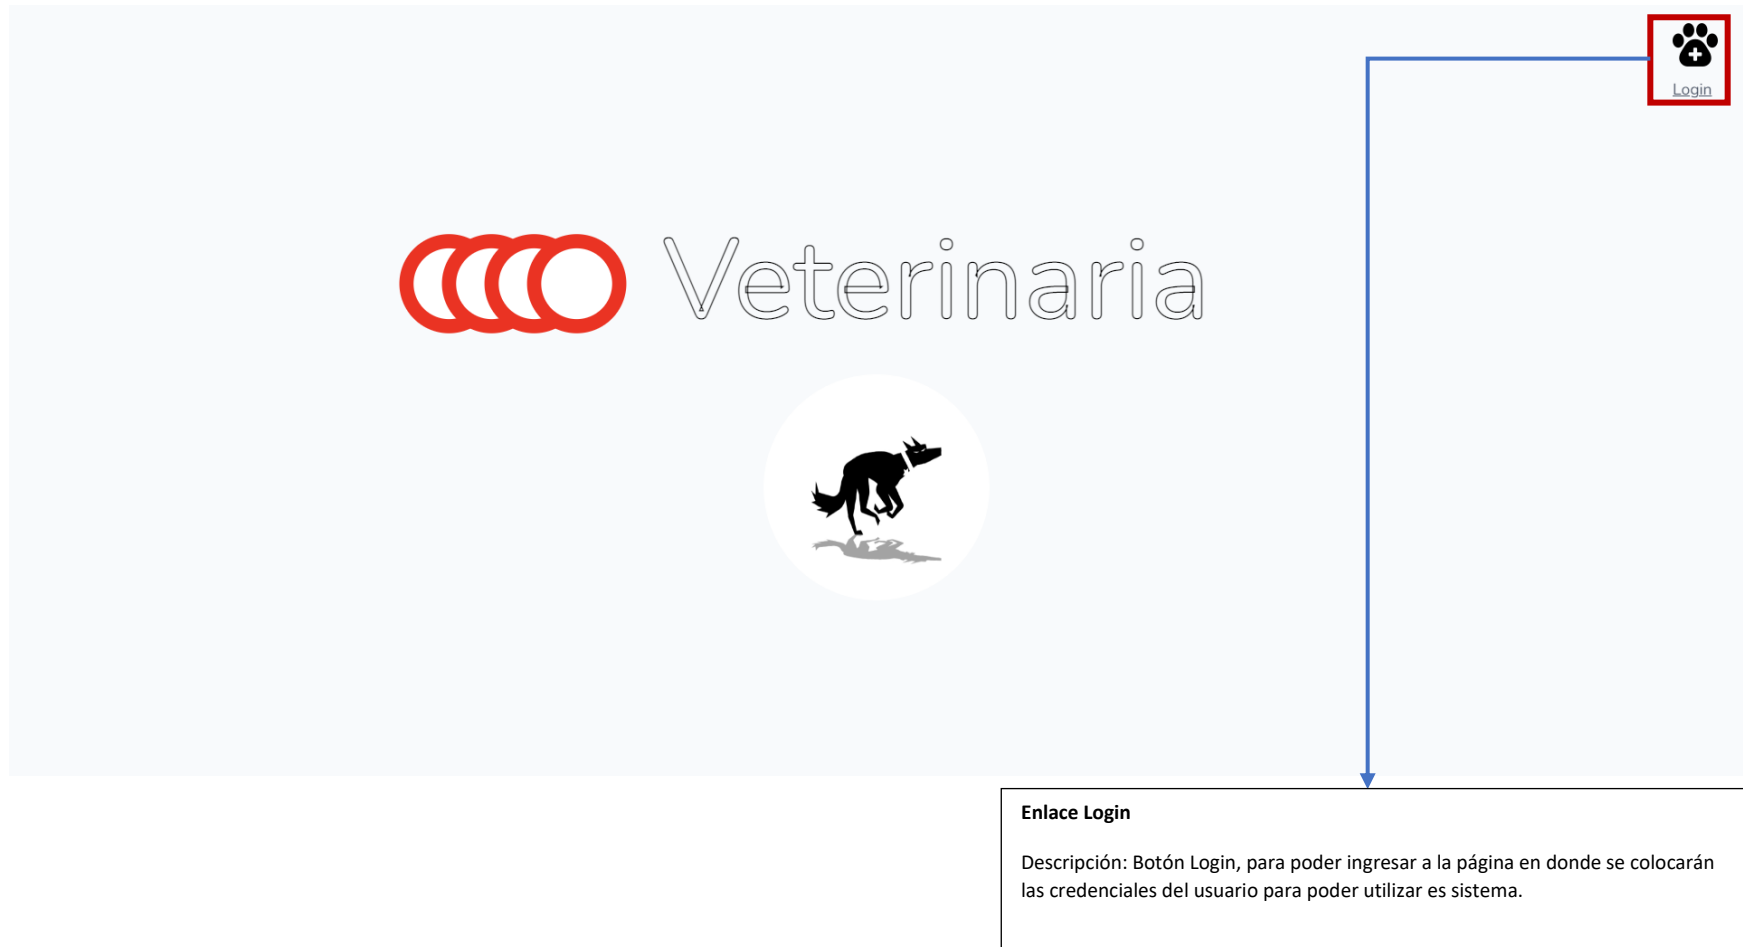 Login
Veterinaria
Enlace Login
Descripción: Botón Login, para poder ingresar a la página en donde se colocarán
las credenciales del usuario para poder utilizar es sistema.